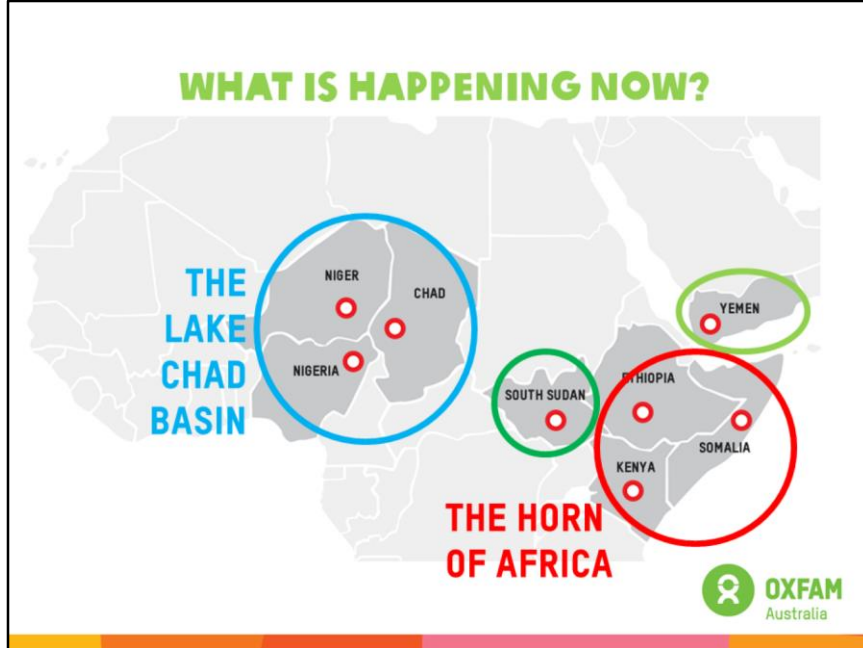 WHAT IS HAPPENING NOW?
THE
LAKE
CHAD
BASIN
NIGER
CHAD
NIGERIA
YEMEN
SOUTH SUDAN
ETHIOPIA
SOMALIA
KENYA
THE HORN
OF AFRICA
OXFAM
Australia